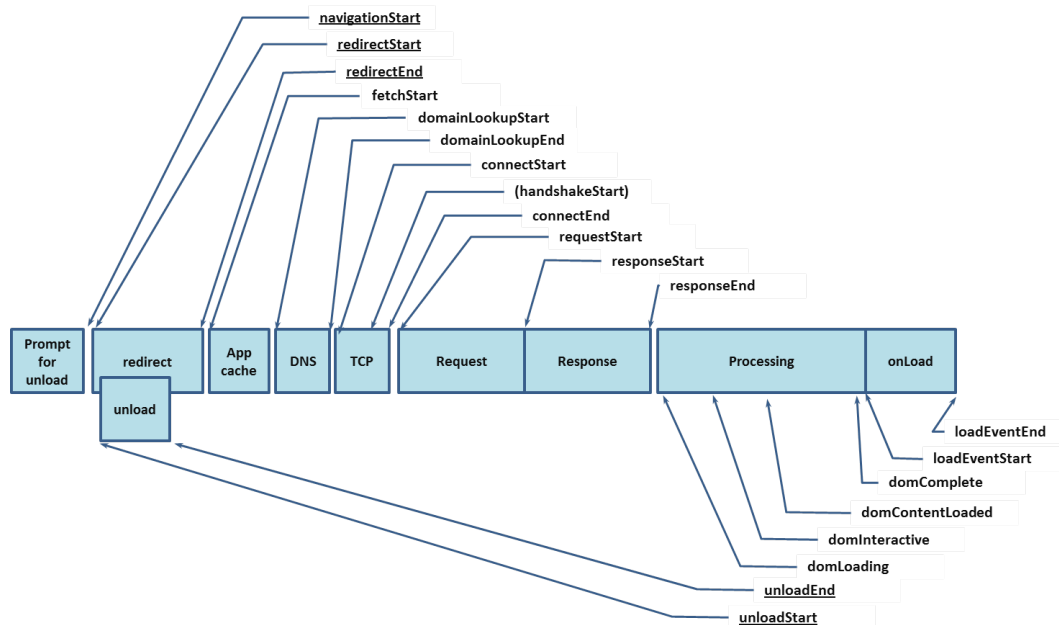 navigationStart
redirectStart
redirectEnd
fetchStart
domainLookupStart
domainLookupEnd
connectStart
(handshakeStart)
connectEnd
requestStart
responseStart
responseEnd
Prompt
for
unload
redirect
App
cache
DNS
TCP
Request
Response
Processing
onLoad
unload
loadEventEnd
loadEventStart
domComplete
domContentLoaded
domInteractive
domLoading
unloadEnd
unloadStart